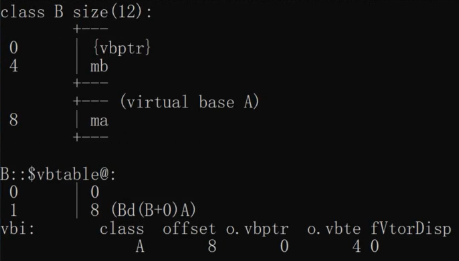 class B size(12):
+---
0 | {vbptr}
4 | mb
+---
+--- (virtual base A)
8 | ma
+---
B::$vbtable@:
0 | 0
1 | 8 (Bd(B+0)A)
vbi: class offset o.vbptr o.vbte fVtorDisp
A 8 0 4 0